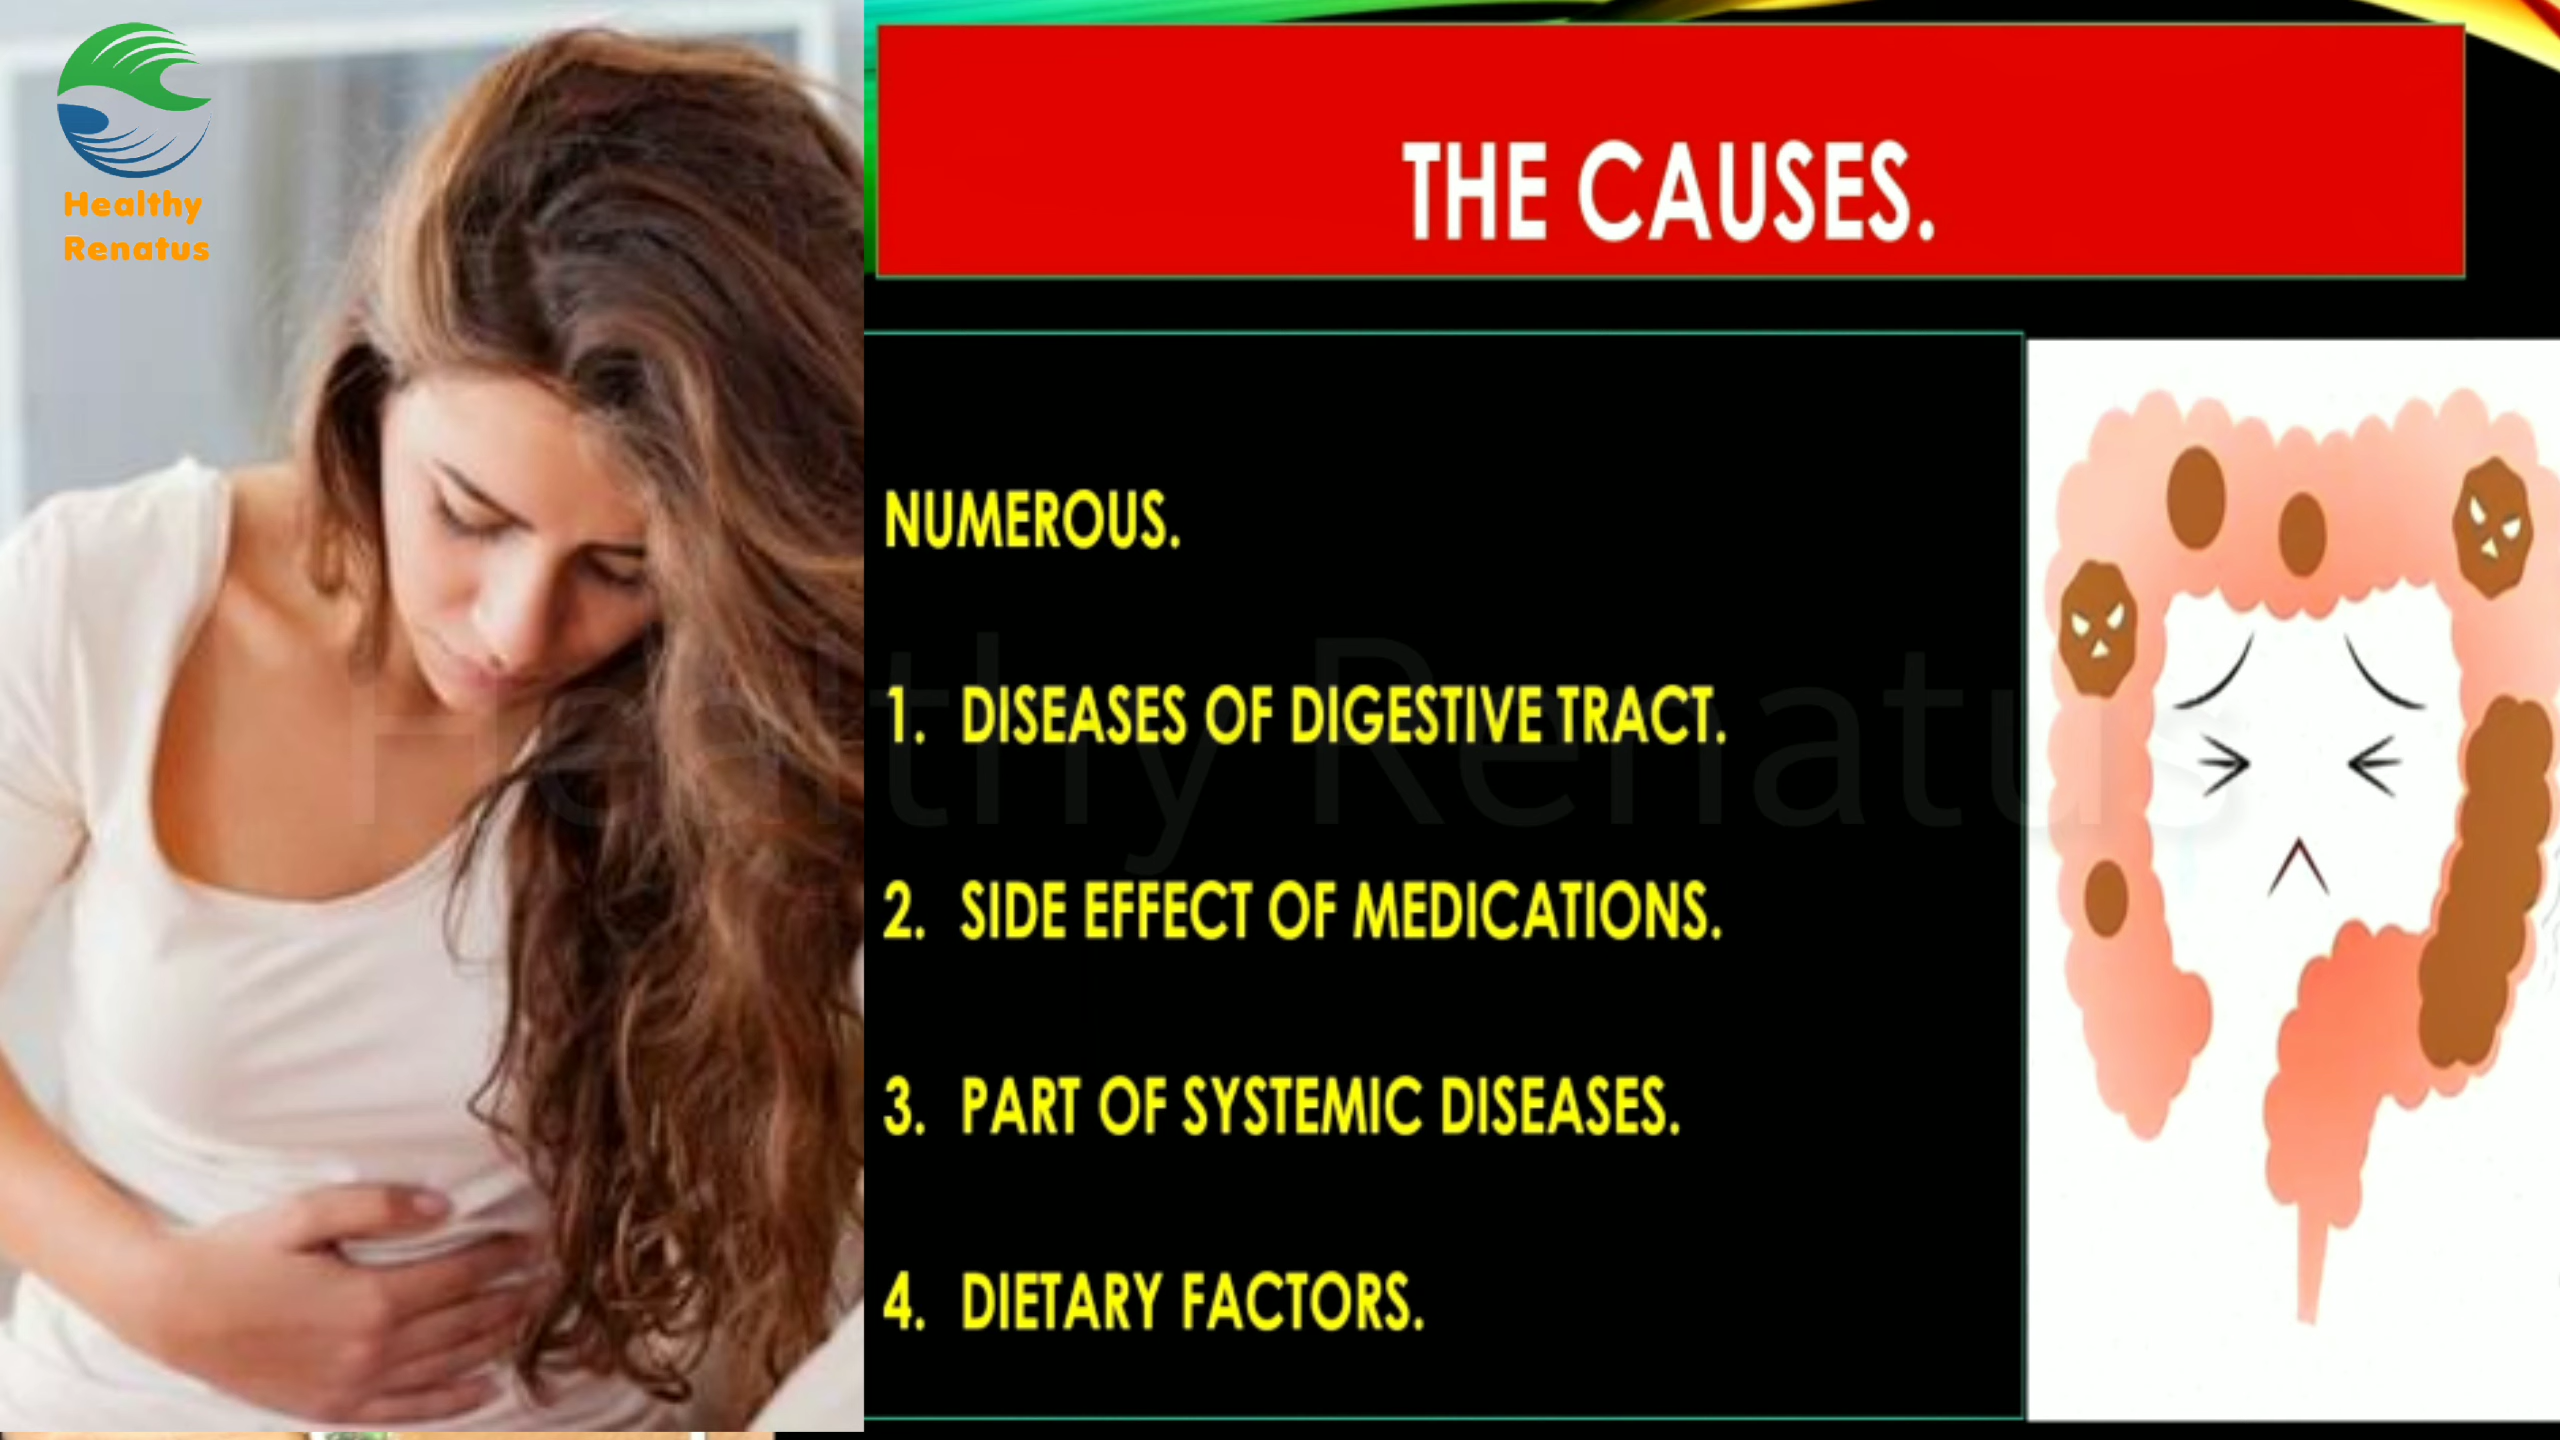 Healthy
Renatus
THE CAUSES.
NUMEROUS.
1. DISEASES OF DIGESTIVE TRACT.
2. SIDE EFFECT OF MEDICATIONS.
3. PART OF SYSTEMIC DISEASES.
4. DIETARY FACTORS.
Healthy Renatus